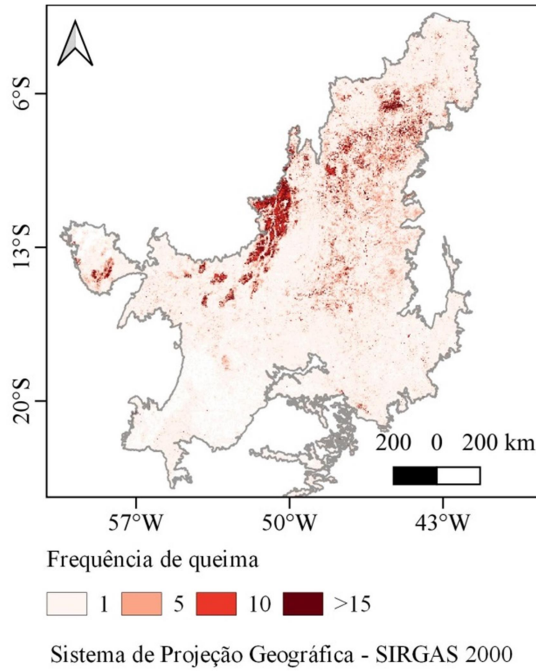 6°S
13°S
20°S
200 0 200 km
57°W 50°W 43°W
Frequência de queima
1 5 10 >15
Sistema de Projeção Geográfica - SIRGAS 2000